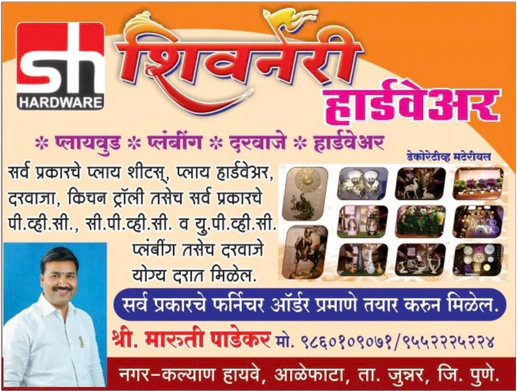 sh
HARDWARE
शिवनेरी
हार्डवेअर
* प्लायवुड * प्लंबींग * दरवाजे * हार्डवेअर
डेकोरेटीव्ह मटेरीयल
सर्व प्रकारचे प्लाय शीटस्, प्लाय हार्डवेअर,
दरवाजा, किचन ट्रॉली तसेच सर्व प्रकारचे
पी.व्ही.सी., सी.पी.व्ही.सी. व यु.पी.व्ही.सी.
प्लंबींग तसेच दरवाजे
योग्य दरात मिळेल.
सर्व प्रकारचे फर्निचर ऑर्डर प्रमाणे तयार करुन मिळेल.
श्री. मारुती पाडेकर मो. ९८६०१०९०७१/९५५२२२५२२४
नगर-कल्याण हायवे, आळेफाटा, ता. जुन्नर, जि. पुणे.